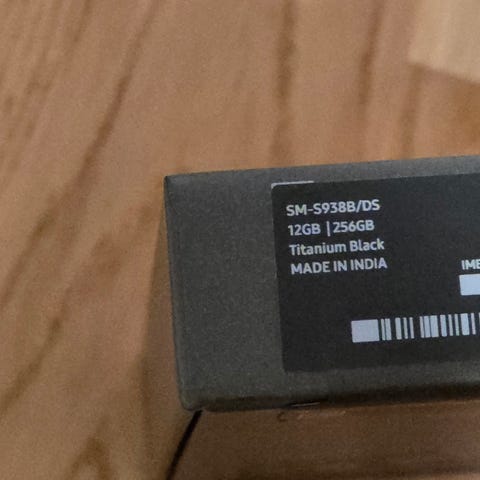 SM-S938B/DS
12GB | 256GB
Titanium Black
MADE IN INDIA